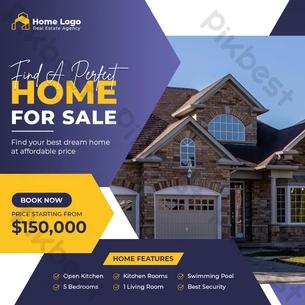 Home Logo
Real Estate Agency
Find A Perfect
HOME
FOR SALE
Find your best dream home
at affordable price
BOOK NOW
PRICE STARTING FROM
$150,000
HOME FEATURES
Open Kitchen
Kitchen Rooms
Swimming Pool
5 Bedrooms
1 Living Room
Best Security
pikbest